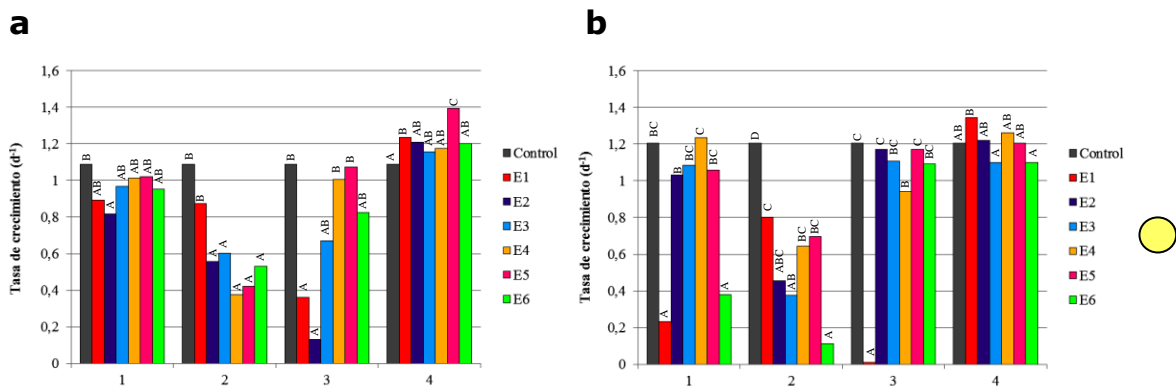 a
b
1,6
1,4
1,2
1
0,8
0,6
0,4
0,2
0
Tasa de crecimiento (d⁻¹)
B AB A AB AB AB AB
B B A A A A A
B A A AB B B AB
A B AB AB AB C AB
1 2 3 4
Control
E1
E2
E3
E4
E5
E6
1,6
1,4
1,2
1
0,8
0,6
0,4
0,2
0
Tasa de crecimiento (d⁻¹)
BC A B BC C BC A
D C ABC AB BC BC A
C A C BC B C BC
AB B AB A AB AB A
1 2 3 4
Control
E1
E2
E3
E4
E5
E6